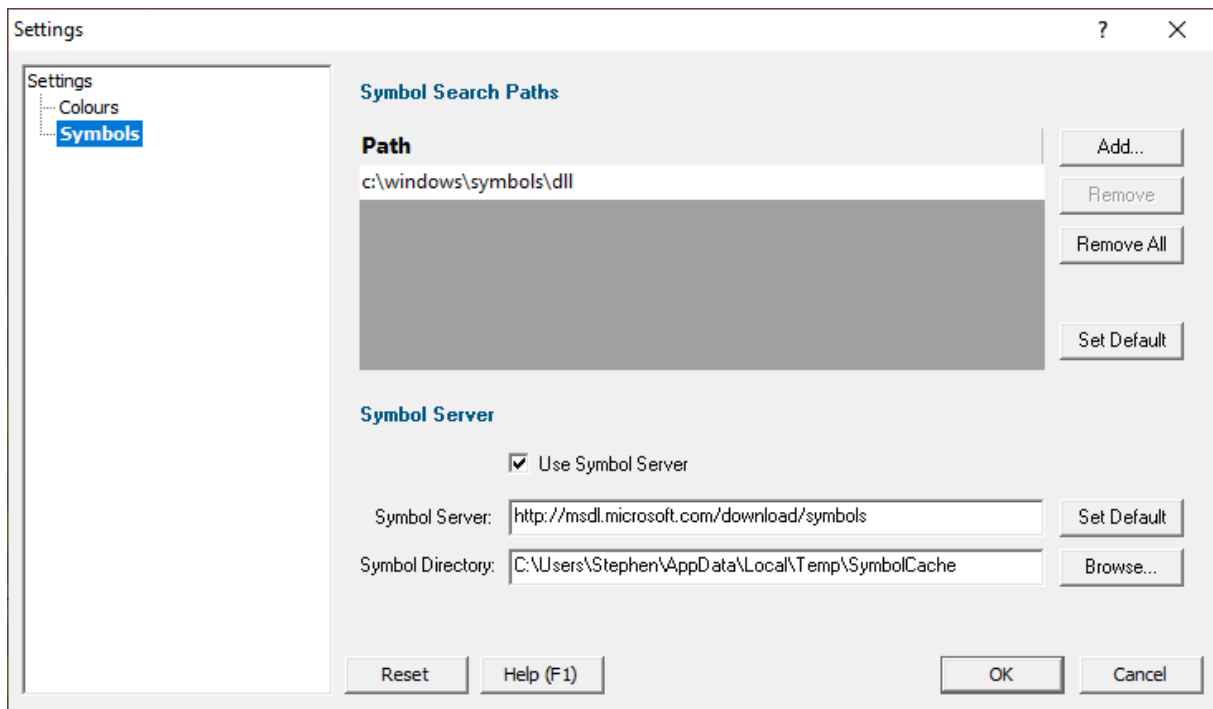 Settings
?
Settings
Colours
Symbols
Symbol Search Paths
Path
c:\windows\symbols\dll
Add...
Remove
Remove All
Set Default
Symbol Server
Use Symbol Server
Symbol Server: http://msdl.microsoft.com/download/symbols Set Default
Symbol Directory: C:\Users\Stephen\AppData\Local\Temp\SymbolCache Browse...
Reset Help (F1) OK Cancel